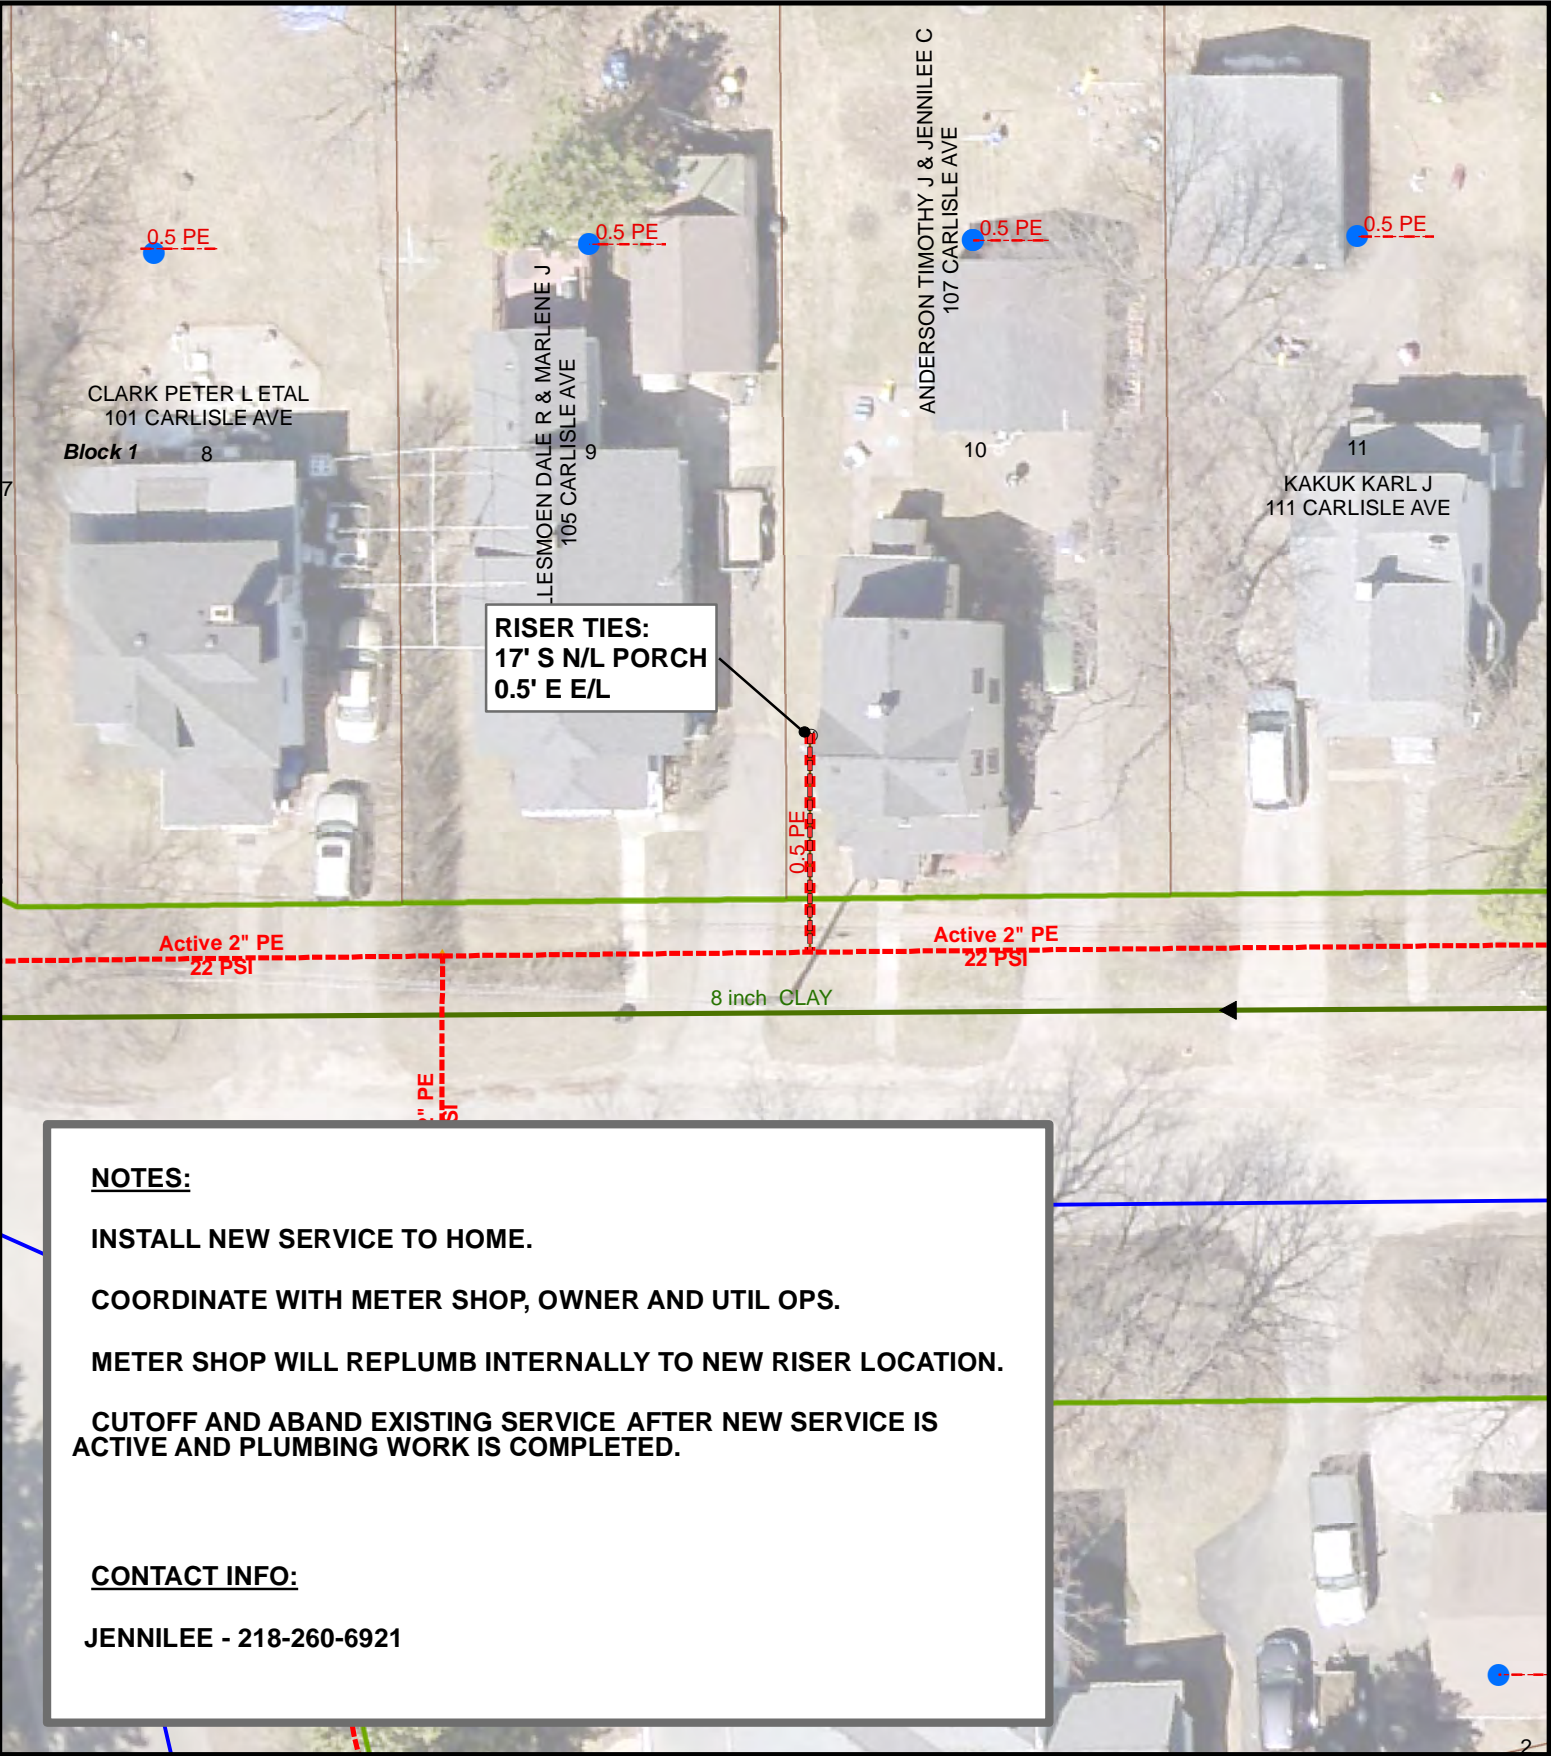 ANDERSON TIMOTHY J & JENNILEE C
107 CARLISLE AVE
0.5 PE
0.5 PE
0.5 PE
0.5 PE
LLESMOEN DALE R & MARLENE J
105 CARLISLE AVE
CLARK PETER L ETAL
101 CARLISLE AVE
Block 1
8
9
10
11
7
KAKUK KARL J
111 CARLISLE AVE
RISER TIES:
17' S N/L PORCH
0.5' E E/L
0.5 PE
Active 2" PE
22 PSI
Active 2" PE
22 PSI
8 inch CLAY
2" PE
SI
NOTES:
INSTALL NEW SERVICE TO HOME.
COORDINATE WITH METER SHOP, OWNER AND UTIL OPS.
METER SHOP WILL REPLUMB INTERNALLY TO NEW RISER LOCATION.
CUTOFF AND ABAND EXISTING SERVICE AFTER NEW SERVICE IS
ACTIVE AND PLUMBING WORK IS COMPLETED.
CONTACT INFO:
JENNILEE - 218-260-6921
2